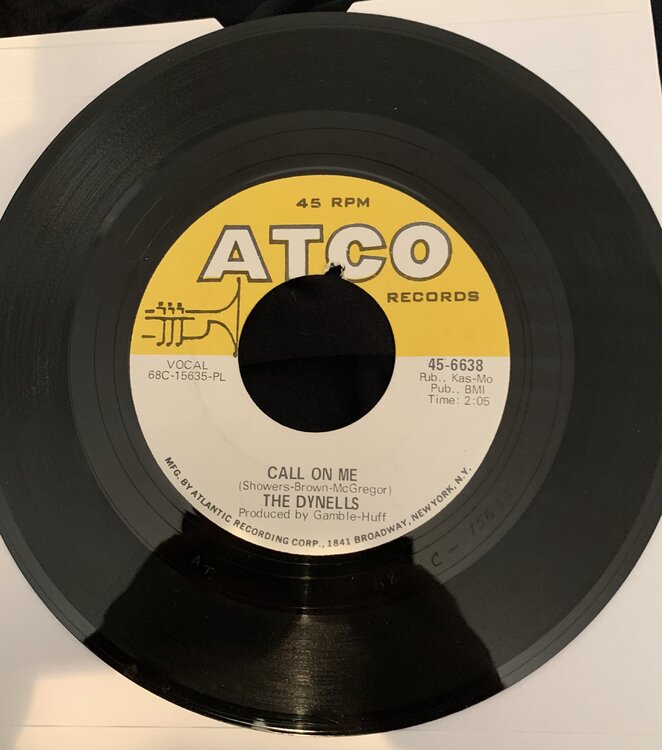 45 RPM
ATCO
RECORDS
VOCAL
68C-15635-PL
45-6638
Pub., Kas-Mo
Pub., BMI
Time: 2:05
CALL ON ME
(Showers-Brown-McGregor)
THE DYNELLS
Produced by Gamble-Huff
MFG. BY ATLANTIC RECORDING CORP., 1841 BROADWAY, NEW YORK, N.Y.